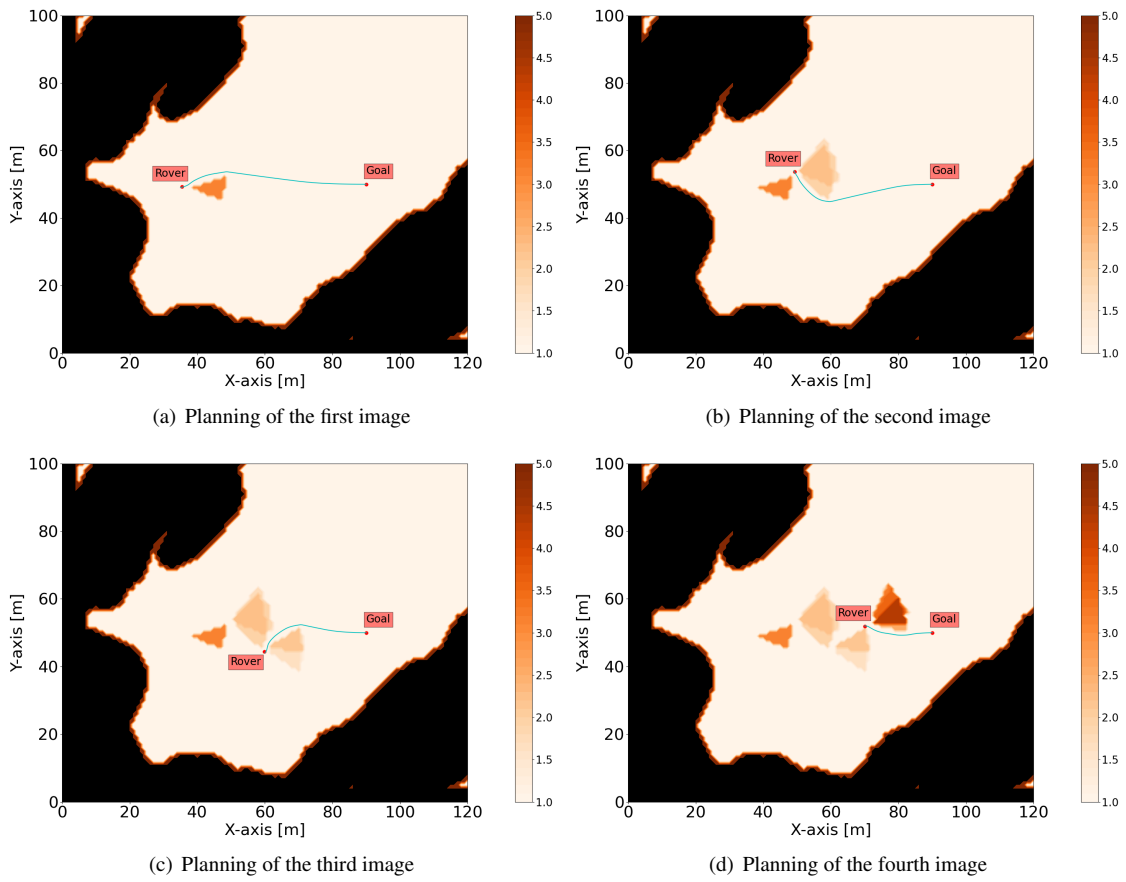 100
80
60
40
20
0
Y-axis [m]
Rover
Goal
0 20 40 60 80 100 120
X-axis [m]
5.0
4.5
4.0
3.5
3.0
2.5
2.0
1.5
1.0
(a) Planning of the first image
100
80
60
40
20
0
Y-axis [m]
Rover
Goal
0 20 40 60 80 100 120
X-axis [m]
5.0
4.5
4.0
3.5
3.0
2.5
2.0
1.5
1.0
(b) Planning of the second image
100
80
60
40
20
0
Y-axis [m]
Goal
Rover
0 20 40 60 80 100 120
X-axis [m]
5.0
4.5
4.0
3.5
3.0
2.5
2.0
1.5
1.0
(c) Planning of the third image
100
80
60
40
20
0
Y-axis [m]
Rover
Goal
0 20 40 60 80 100 120
X-axis [m]
5.0
4.5
4.0
3.5
3.0
2.5
2.0
1.5
1.0
(d) Planning of the fourth image